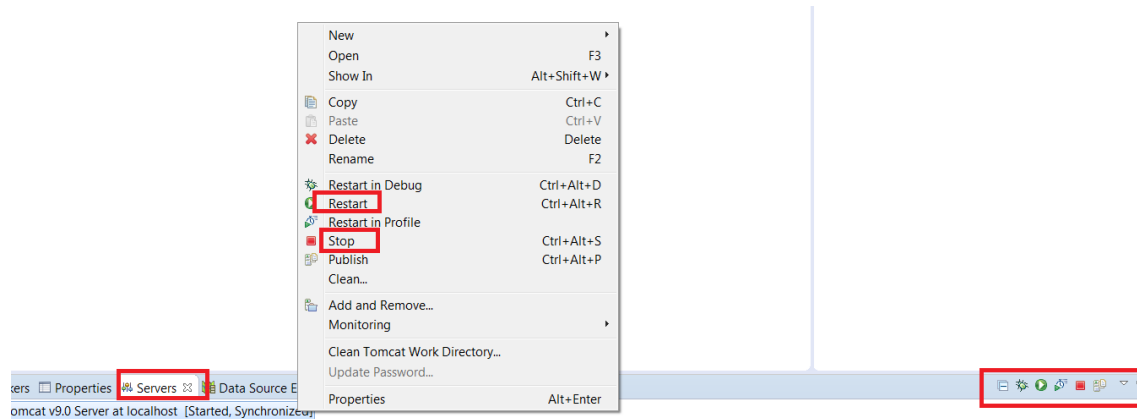 New
Open F3
Show In Alt+Shift+W
Copy Ctrl+C
Paste Ctrl+V
Delete Delete
Rename F2
Restart in Debug Ctrl+Alt+D
Restart Ctrl+Alt+R
Restart in Profile
Stop Ctrl+Alt+S
Publish Ctrl+Alt+P
Clean...
Add and Remove...
Monitoring
Clean Tomcat Work Directory...
Update Password...
Properties Alt+Enter
kers Properties Servers Data Source E
omcat v9.0 Server at localhost [Started, Synchronized]